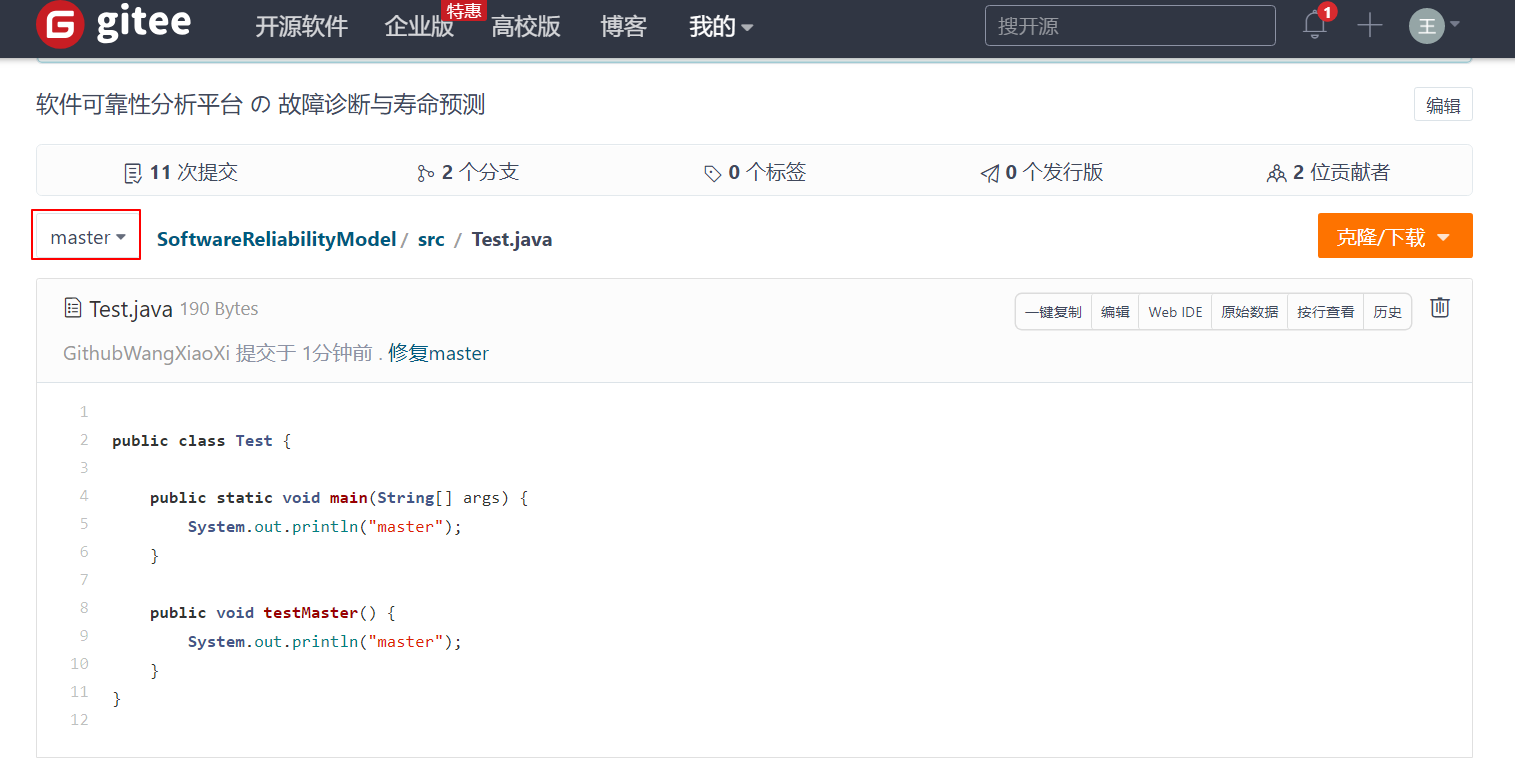 gitee 开源软件 企业版 特惠 高校版 博客 我的 搜开源 1 王
软件可靠性分析平台 の 故障诊断与寿命预测 编辑
11 次提交 2 个分支 0 个标签 0 个发行版 2 位贡献者
master SoftwareReliabilityModel / src / Test.java 克隆/下载
Test.java 190 Bytes 一键复制 编辑 Web IDE 原始数据 按行查看 历史
GithubWangXiaoXi 提交于 1分钟前 . 修复master
1
2 public class Test {
3
4 public static void main(String[] args) {
5 System.out.println("master");
6 }
7
8 public void testMaster() {
9 System.out.println("master");
10 }
11 }
12